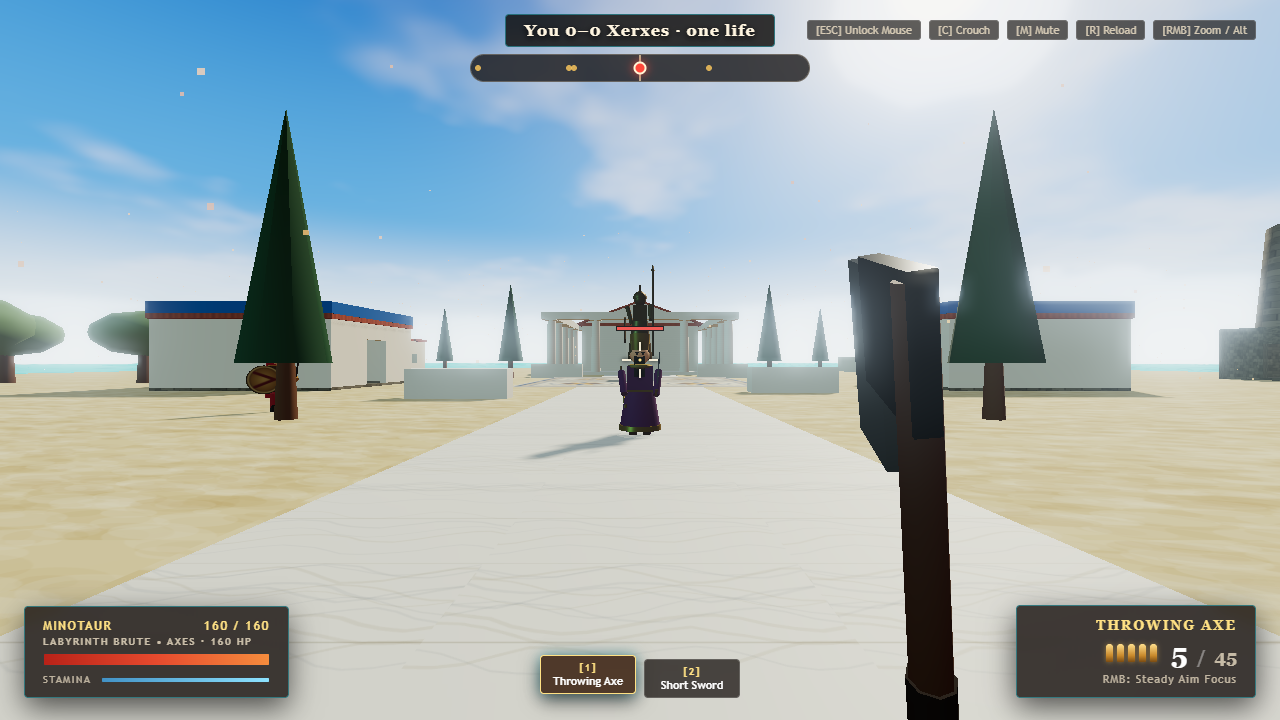 You 0–0 Xerxes · one life
[ESC] Unlock Mouse
[C] Crouch
[M] Mute
[R] Reload
[RMB] Zoom / Alt
MINOTAUR 160 / 160
LABYRINTH BRUTE • AXES · 160 HP
STAMINA
[1]
Throwing Axe
[2]
Short Sword
THROWING AXE
5 / 45
RMB: Steady Aim Focus